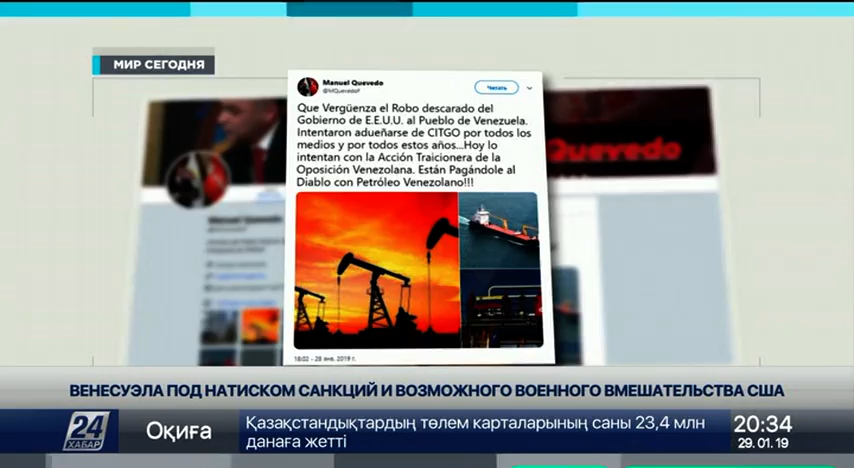 МИР СЕГОДНЯ
Manuel Quevedo
@MQuevedoF
Читать
Que Vergüenza el Robo descarado del
Gobierno de E.E.U.U. al Pueblo de Venezuela.
Intentaron adueñarse de CITGO por todos los
medios y por todos estos años...Hoy lo
intentan con la Acción Traicionera de la
Oposición Venezolana. Están Pagándole al
Diablo con Petróleo Venezolano!!!
18:02 - 28 янв. 2019 г.
Quevedo
Manuel Quevedo
ВЕНЕСУЭЛА ПОД НАТИСКОМ САНКЦИЙ И ВОЗМОЖНОГО ВОЕННОГО ВМЕШАТЕЛЬСТВА США
24
ХАБАР
Оқиға
Қазақстандықтардың төлем карталарының саны 23,4 млн
данаға жетті
20:34
29.01.19